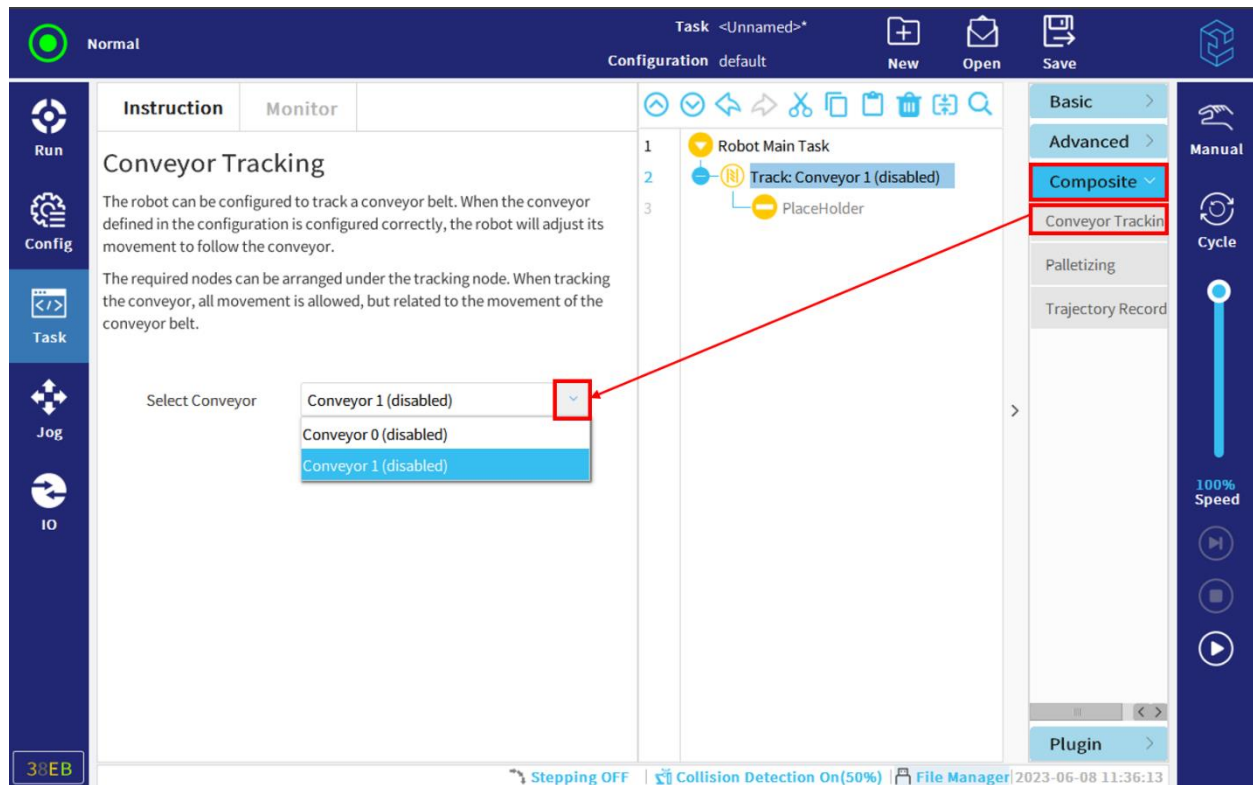 Normal
Task <Unnamed>*
Configuration default
New
Open
Save
Run
Config
Task
Jog
IO
38EB
Instruction
Monitor
Conveyor Tracking
The robot can be configured to track a conveyor belt. When the conveyor
defined in the configuration is configured correctly, the robot will adjust its
movement to follow the conveyor.
The required nodes can be arranged under the tracking node. When tracking
the conveyor, all movement is allowed, but related to the movement of the
conveyor belt.
Select Conveyor
Conveyor 1 (disabled)
Conveyor 0 (disabled)
Conveyor 1 (disabled)
1 Robot Main Task
2 Track: Conveyor 1 (disabled)
3 PlaceHolder
Basic
Advanced
Composite
Conveyor Trackin
Palletizing
Trajectory Record
Plugin
Manual
Cycle
100%
Speed
Stepping OFF
Collision Detection On(50%)
File Manager
2023-06-08 11:36:13